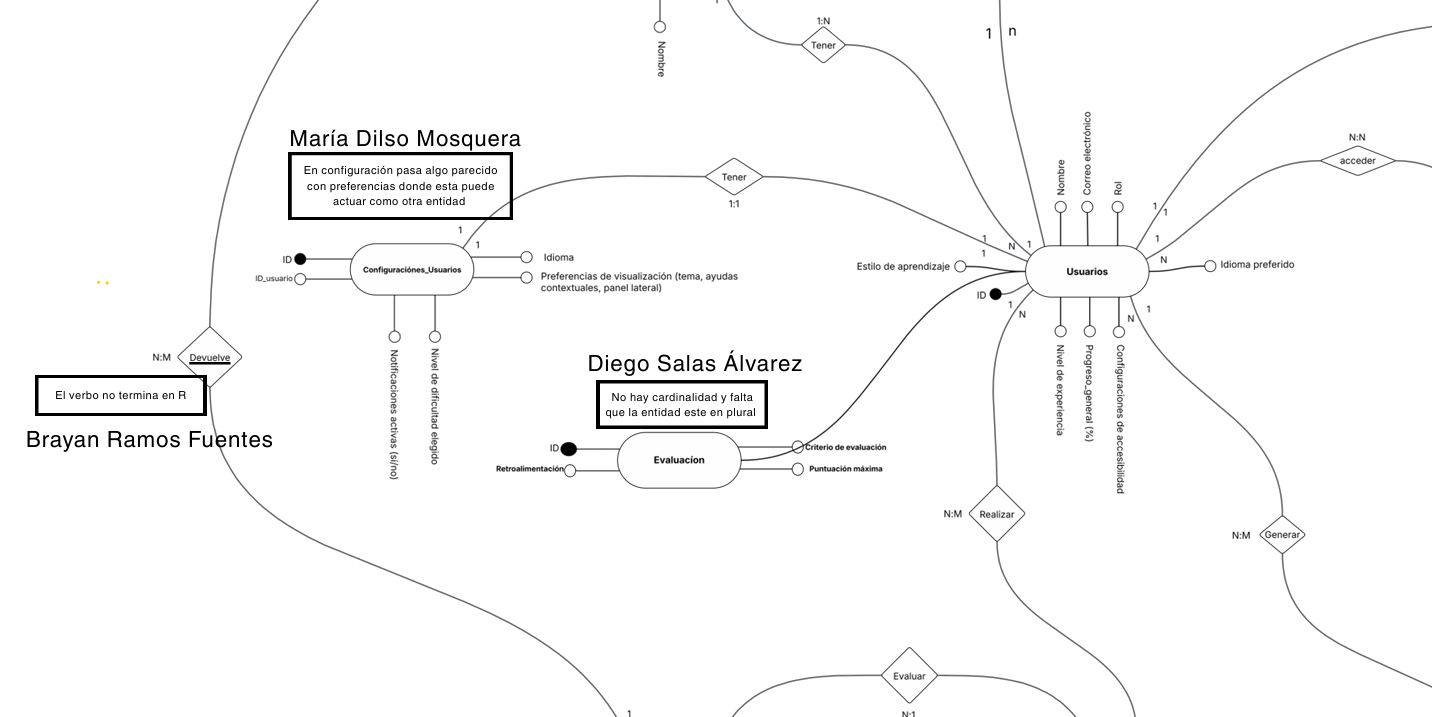 1:N
Tener
1 n
Nombre
María Dilso Mosquera
En configuración pasa algo parecido
con preferencias donde esta puede
actuar como otra entidad
Tener
1:1
N:N
acceder
Nombre
Correo electrónico
Rol
1
1
1
1
ID
ID_usuario
Configuraciónes_Usuarios
Idioma
Preferencias de visualización (tema, ayudas
contextuales, panel lateral)
Notificaciones activas (sí/no)
Nivel de dificultad elegido
1
1
N
1
1
N
Estilo de aprendizaje
ID
Usuarios
Idioma preferido
1
N
1
N
Nivel de experiencia
Progreso_general (%)
Configuraciones de accesibilidad
N:M
Devuelve
El verbo no termina en R
Brayan Ramos Fuentes
Diego Salas Álvarez
No hay cardinalidad y falta
que la entidad este en plural
ID
Retroalimentación
Evaluacíon
Criterio de evaluación
Puntuación máxima
N:M
Realizar
N:M
Generar
Evaluar
N:1
1